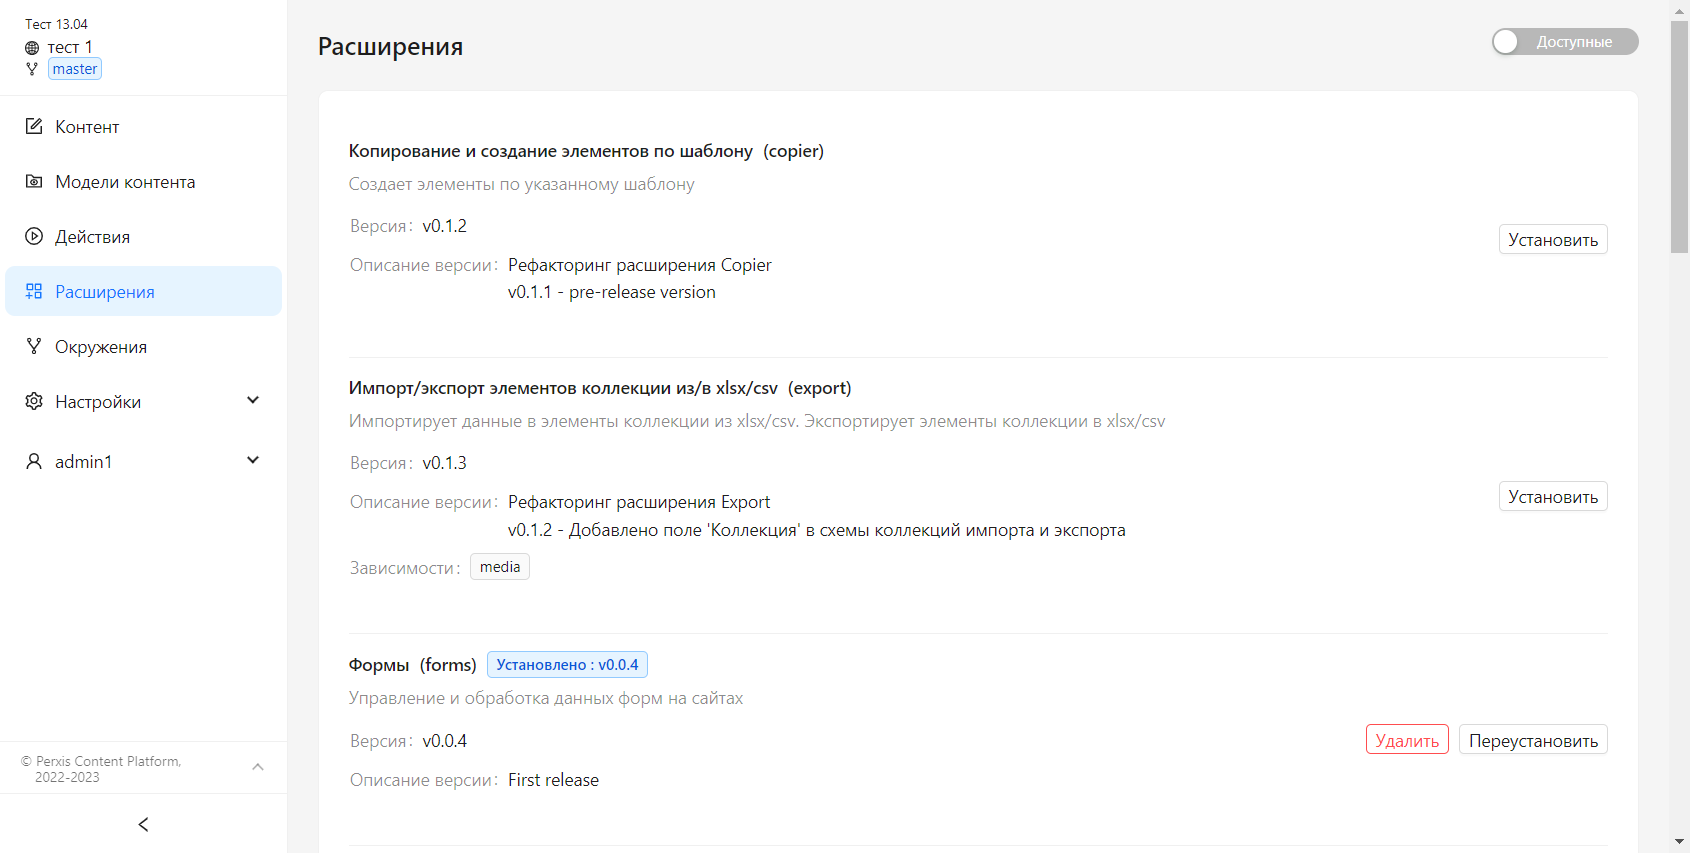 Тест 13.04
тест 1
master
Контент
Модели контента
Действия
Расширения
Окружения
Настройки
admin1
© Perxis Content Platform,
2022-2023
Расширения
Доступные
Копирование и создание элементов по шаблону (copier)
Создает элементы по указанному шаблону
Версия: v0.1.2
Установить
Описание версии: Рефакторинг расширения Copier
v0.1.1 - pre-release version
Импорт/экспорт элементов коллекции из/в xlsx/csv (export)
Импортирует данные в элементы коллекции из xlsx/csv. Экспортирует элементы коллекции в xlsx/csv
Версия: v0.1.3
Установить
Описание версии: Рефакторинг расширения Export
v0.1.2 - Добавлено поле 'Коллекция' в схемы коллекций импорта и экспорта
Зависимости: media
Формы (forms) Установлено : v0.0.4
Управление и обработка данных форм на сайтах
Версия: v0.0.4
Удалить Переустановить
Описание версии: First release